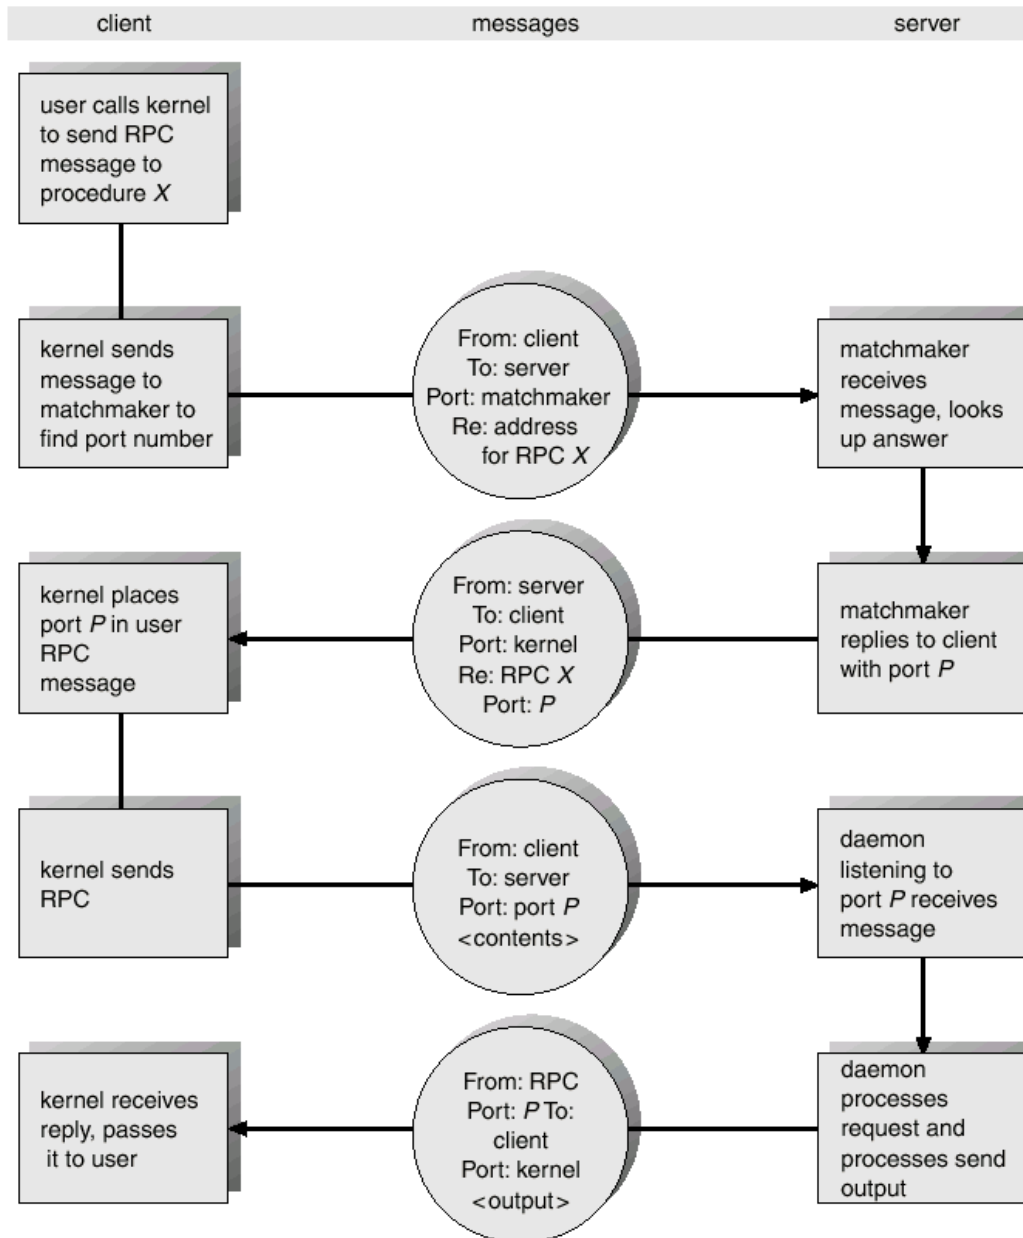 client
messages
server
user calls kernel
to send RPC
message to
procedure X
kernel sends
message to
matchmaker to
find port number
From: client
To: server
Port: matchmaker
Re: address
for RPC X
matchmaker
receives
message, looks
up answer
kernel places
port P in user
RPC
message
From: server
To: client
Port: kernel
Re: RPC X
Port: P
matchmaker
replies to client
with port P
kernel sends
RPC
From: client
To: server
Port: port P
<contents>
daemon
listening to
port P receives
message
kernel receives
reply, passes
it to user
From: RPC
Port: P To:
client
Port: kernel
<output>
daemon
processes
request and
processes send
output